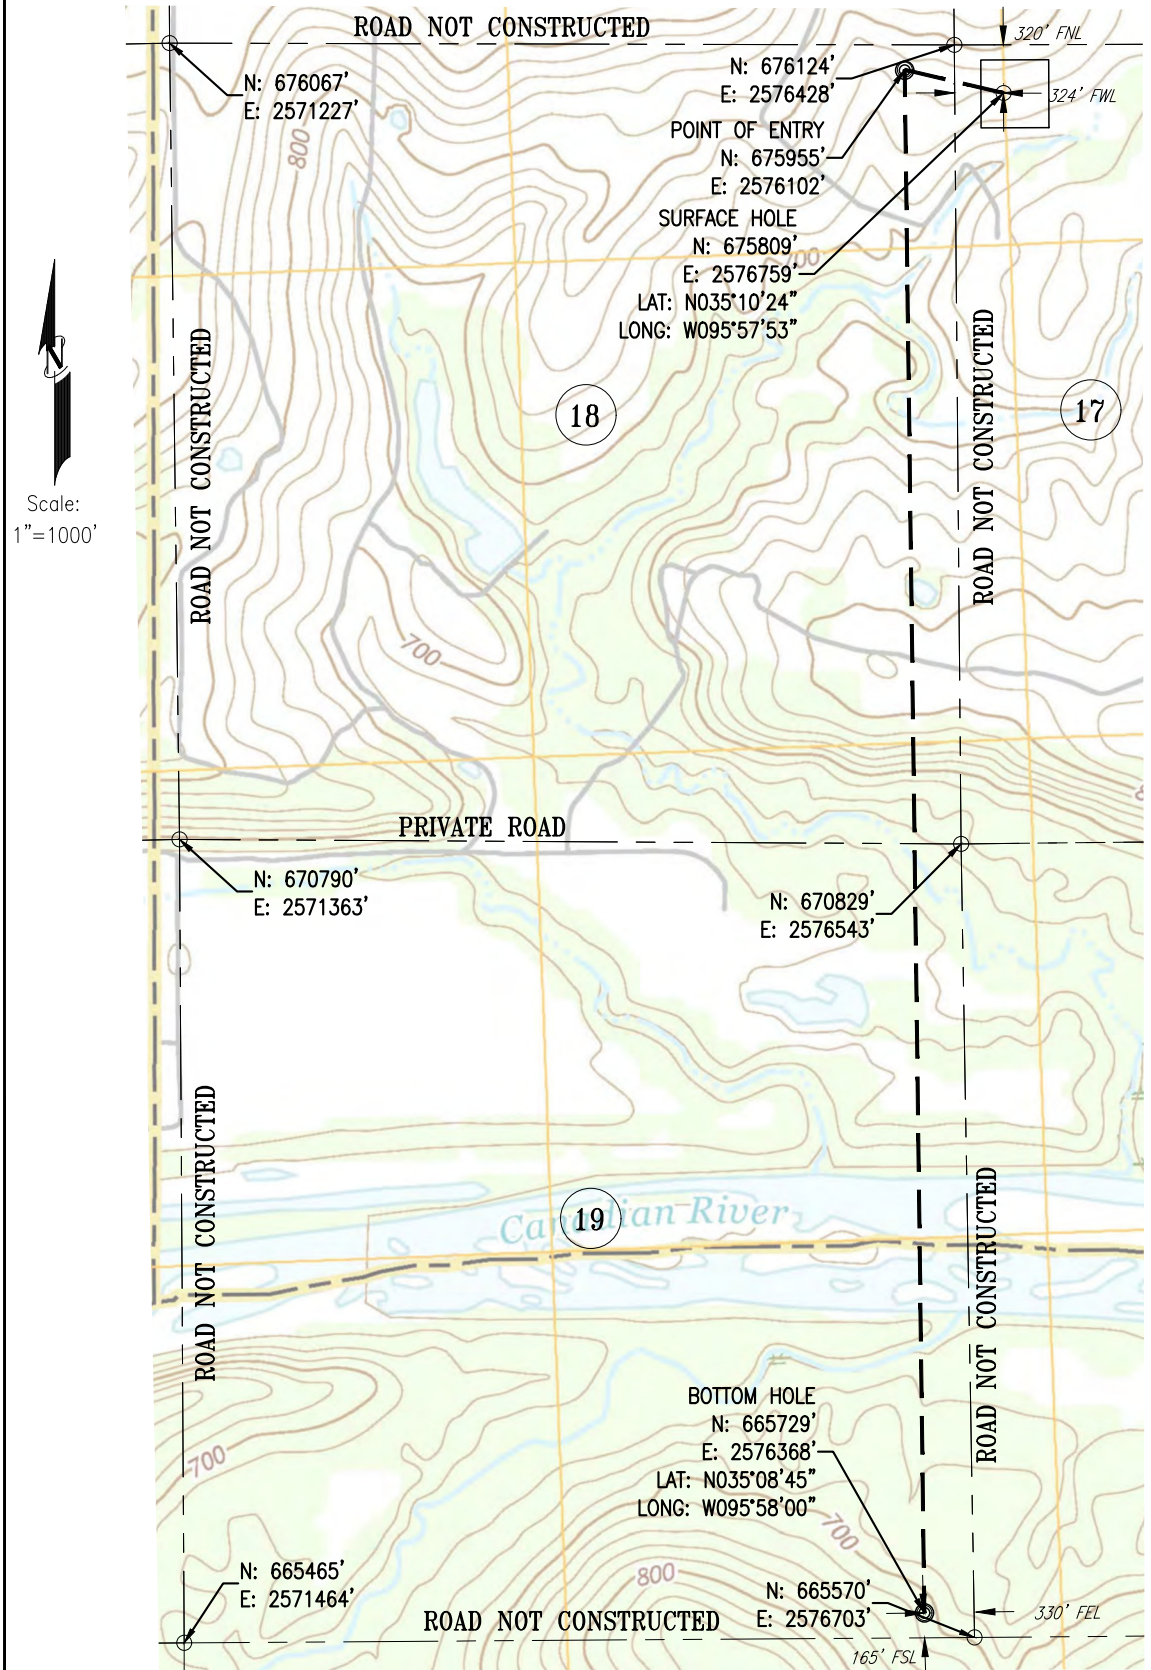 ROAD NOT CONSTRUCTED
320' FNL
N: 676067'
E: 2571227'
N: 676124'
E: 2576428'
324' FWL
POINT OF ENTRY
N: 675955'
E: 2576102'
800
SURFACE HOLE
N: 675809'
E: 2576759'
700
LAT: N035°10'24"
LONG: W095°57'53"
ROAD NOT CONSTRUCTED
ROAD NOT CONSTRUCTED
18
17
Scale:
1"=1000'
700
PRIVATE ROAD
N: 670790'
E: 2571363'
N: 670829'
E: 2576543'
ROAD NOT CONSTRUCTED
ROAD NOT CONSTRUCTED
Canadian River
19
BOTTOM HOLE
N: 665729'
E: 2576368'
LAT: N035°08'45"
LONG: W095°58'00"
700
700
800
N: 665465'
E: 2571464'
N: 665570'
E: 2576703'
330' FEL
ROAD NOT CONSTRUCTED
165' FSL